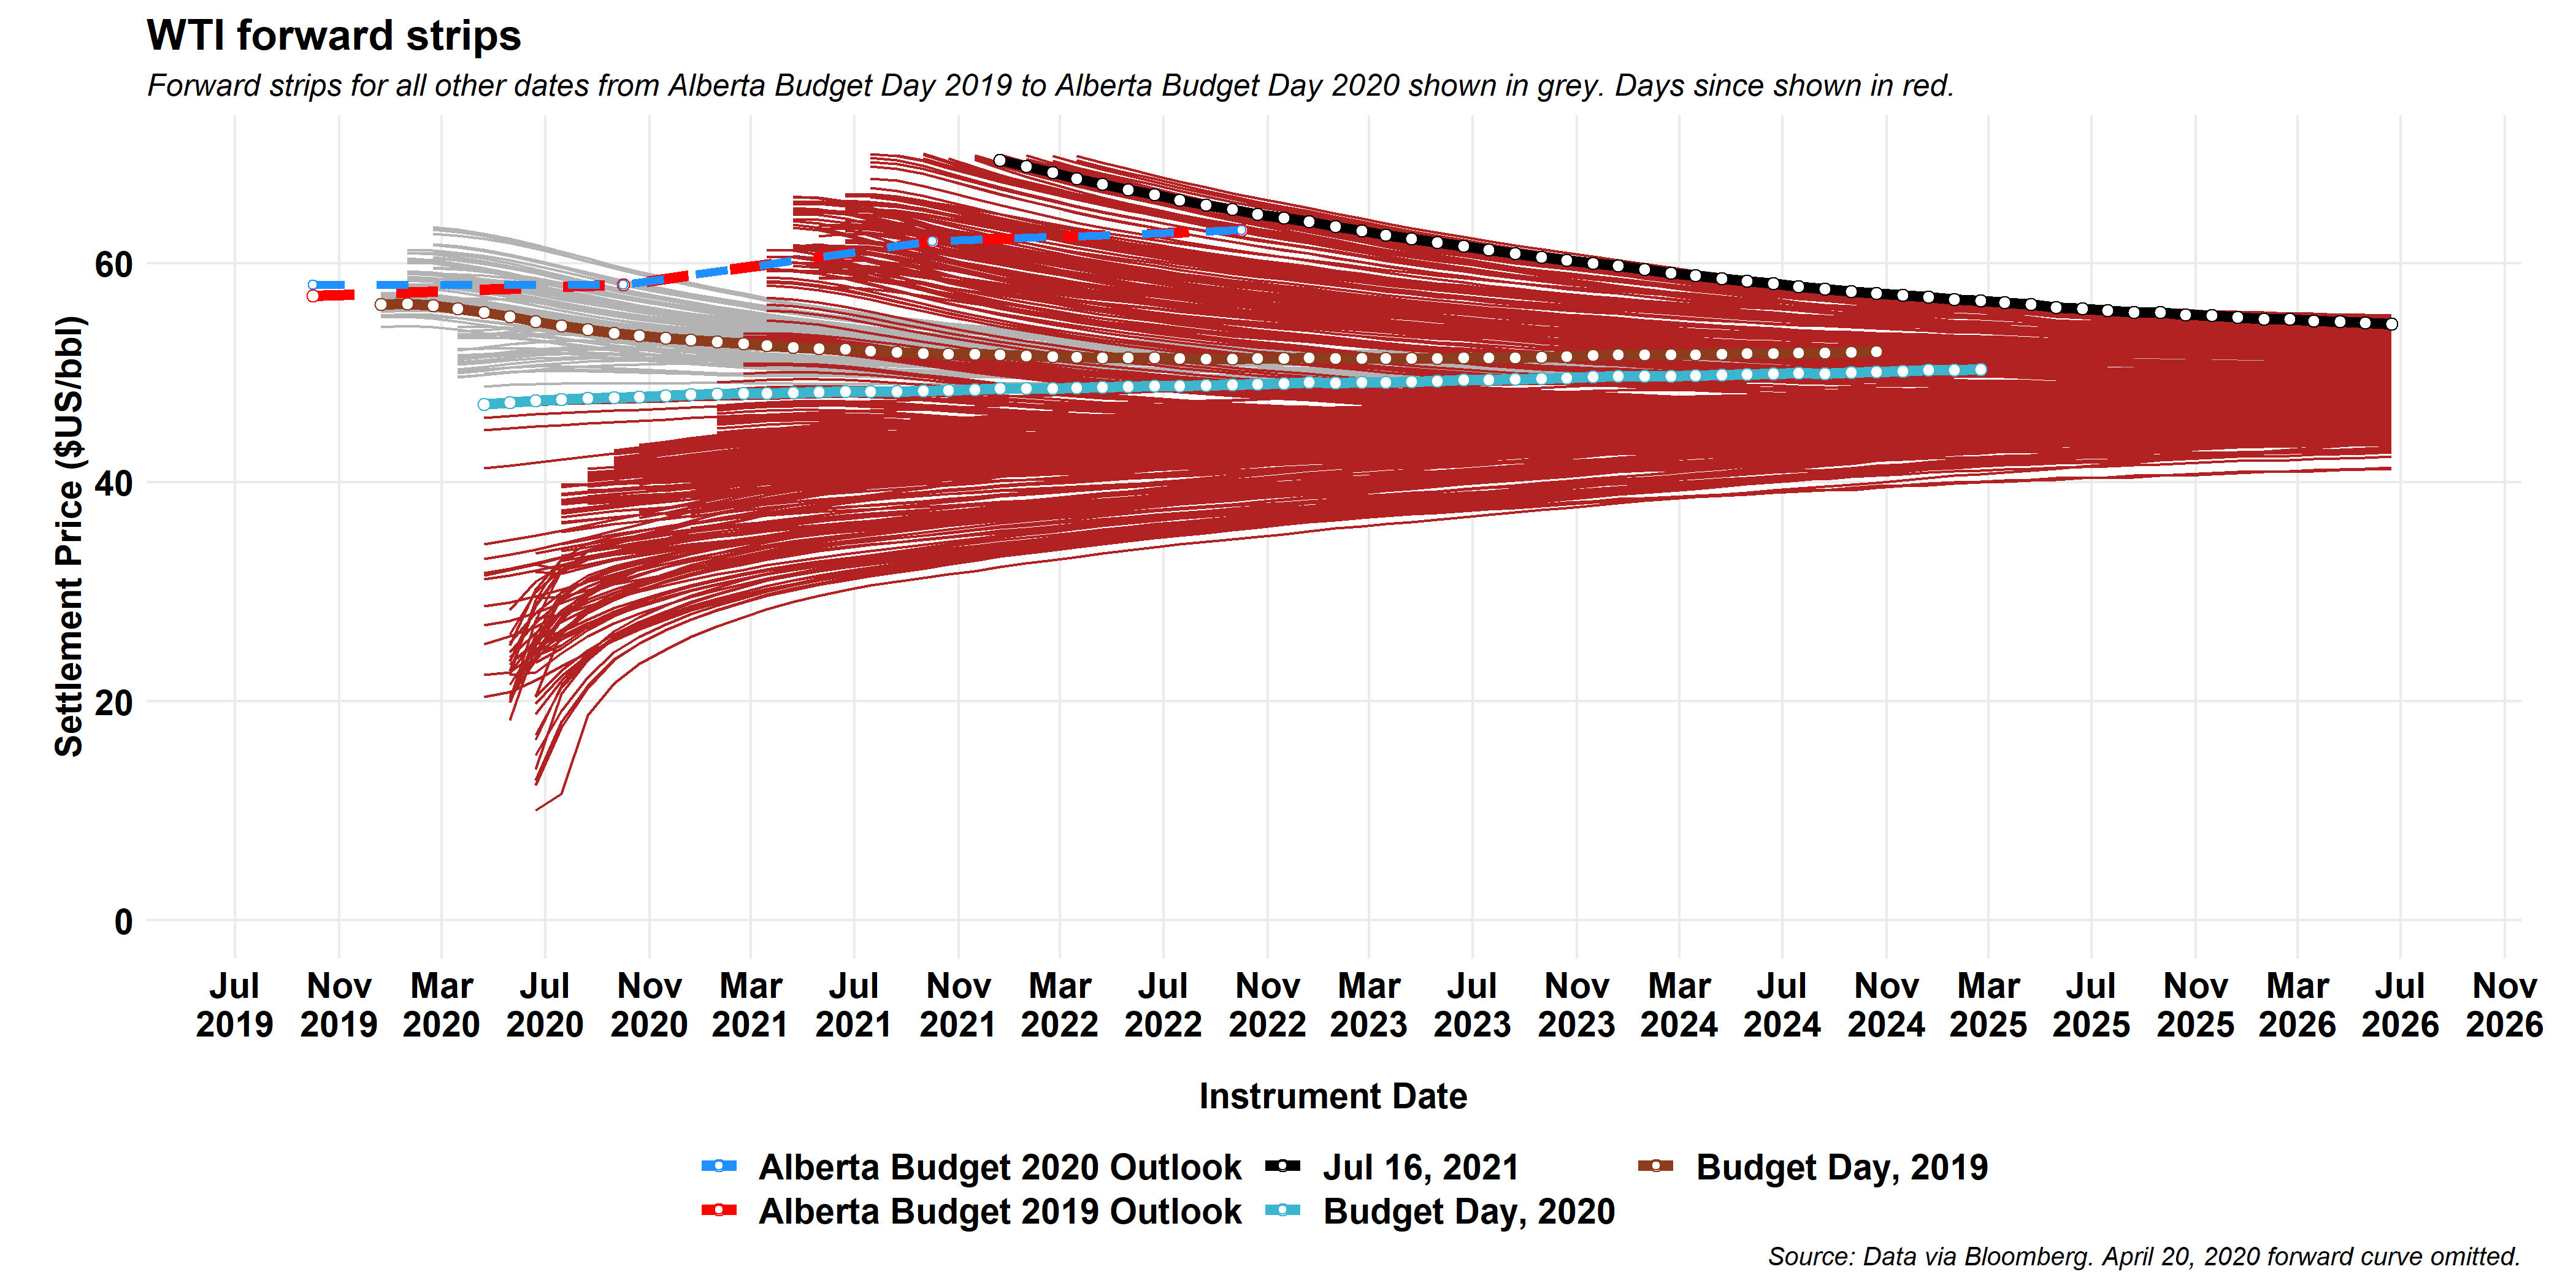 WTI forward strips
Forward strips for all other dates from Alberta Budget Day 2019 to Alberta Budget Day 2020 shown in grey. Days since shown in red.
Settlement Price ($US/bbl)
60
40
20
0
Jul Nov Mar Jul Nov Mar Jul Nov Mar Jul Nov Mar Jul Nov Mar Jul Nov Mar Jul Nov Mar Jul Nov
2019 2019 2020 2020 2020 2021 2021 2021 2022 2022 2022 2023 2023 2023 2024 2024 2024 2025 2025 2025 2026 2026 2026
Instrument Date
Alberta Budget 2020 Outlook Jul 16, 2021 Budget Day, 2019
Alberta Budget 2019 Outlook Budget Day, 2020
Source: Data via Bloomberg. April 20, 2020 forward curve omitted.